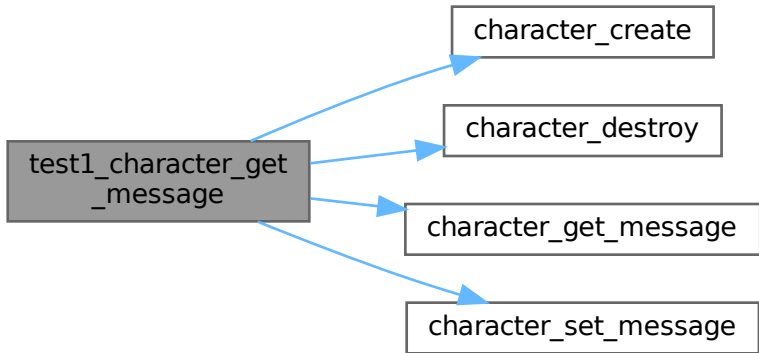 character_create
character_destroy
test1_character_get
_message
character_get_message
character_set_message